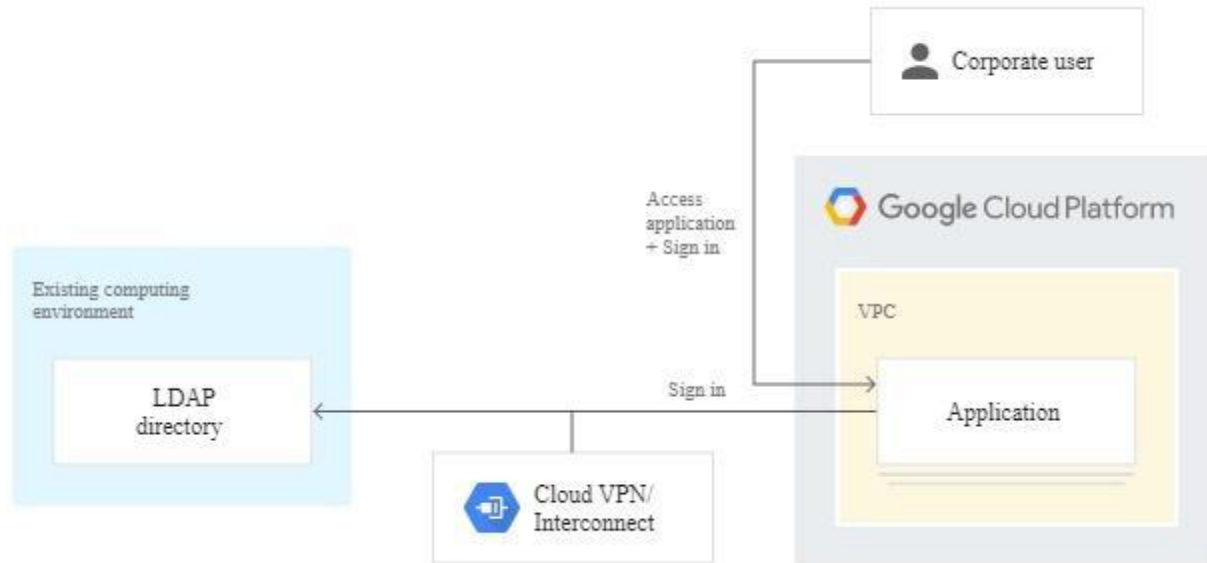 Corporate user
Access
application
+ Sign in
Google Cloud Platform
Existing computing
environment
VPC
LDAP
directory
Sign in
Application
Cloud VPN/
Interconnect